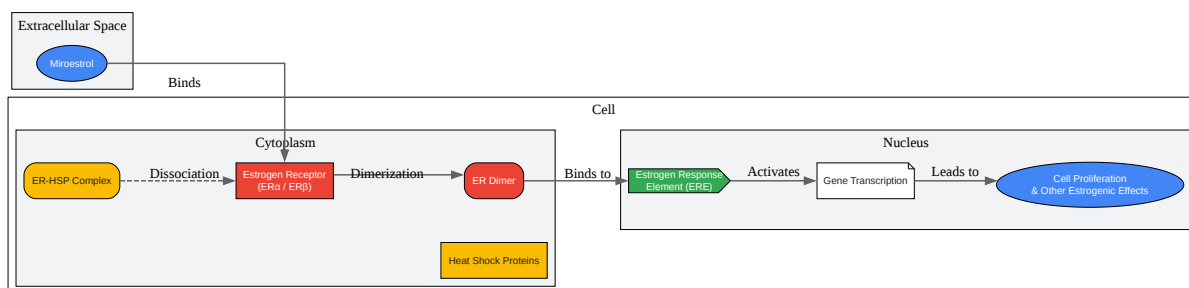 Extracellular Space
Miroestrol
Binds
Cell
Cytoplasm
Nucleus
ER-HSP Complex
Dissociation
Estrogen Receptor
(ERα / ERβ)
Dimerization
ER Dimer
Binds to
Estrogen Response
Element (ERE)
Activates
Gene Transcription
Leads to
Cell Proliferation
& Other Estrogenic Effects
Heat Shock Proteins